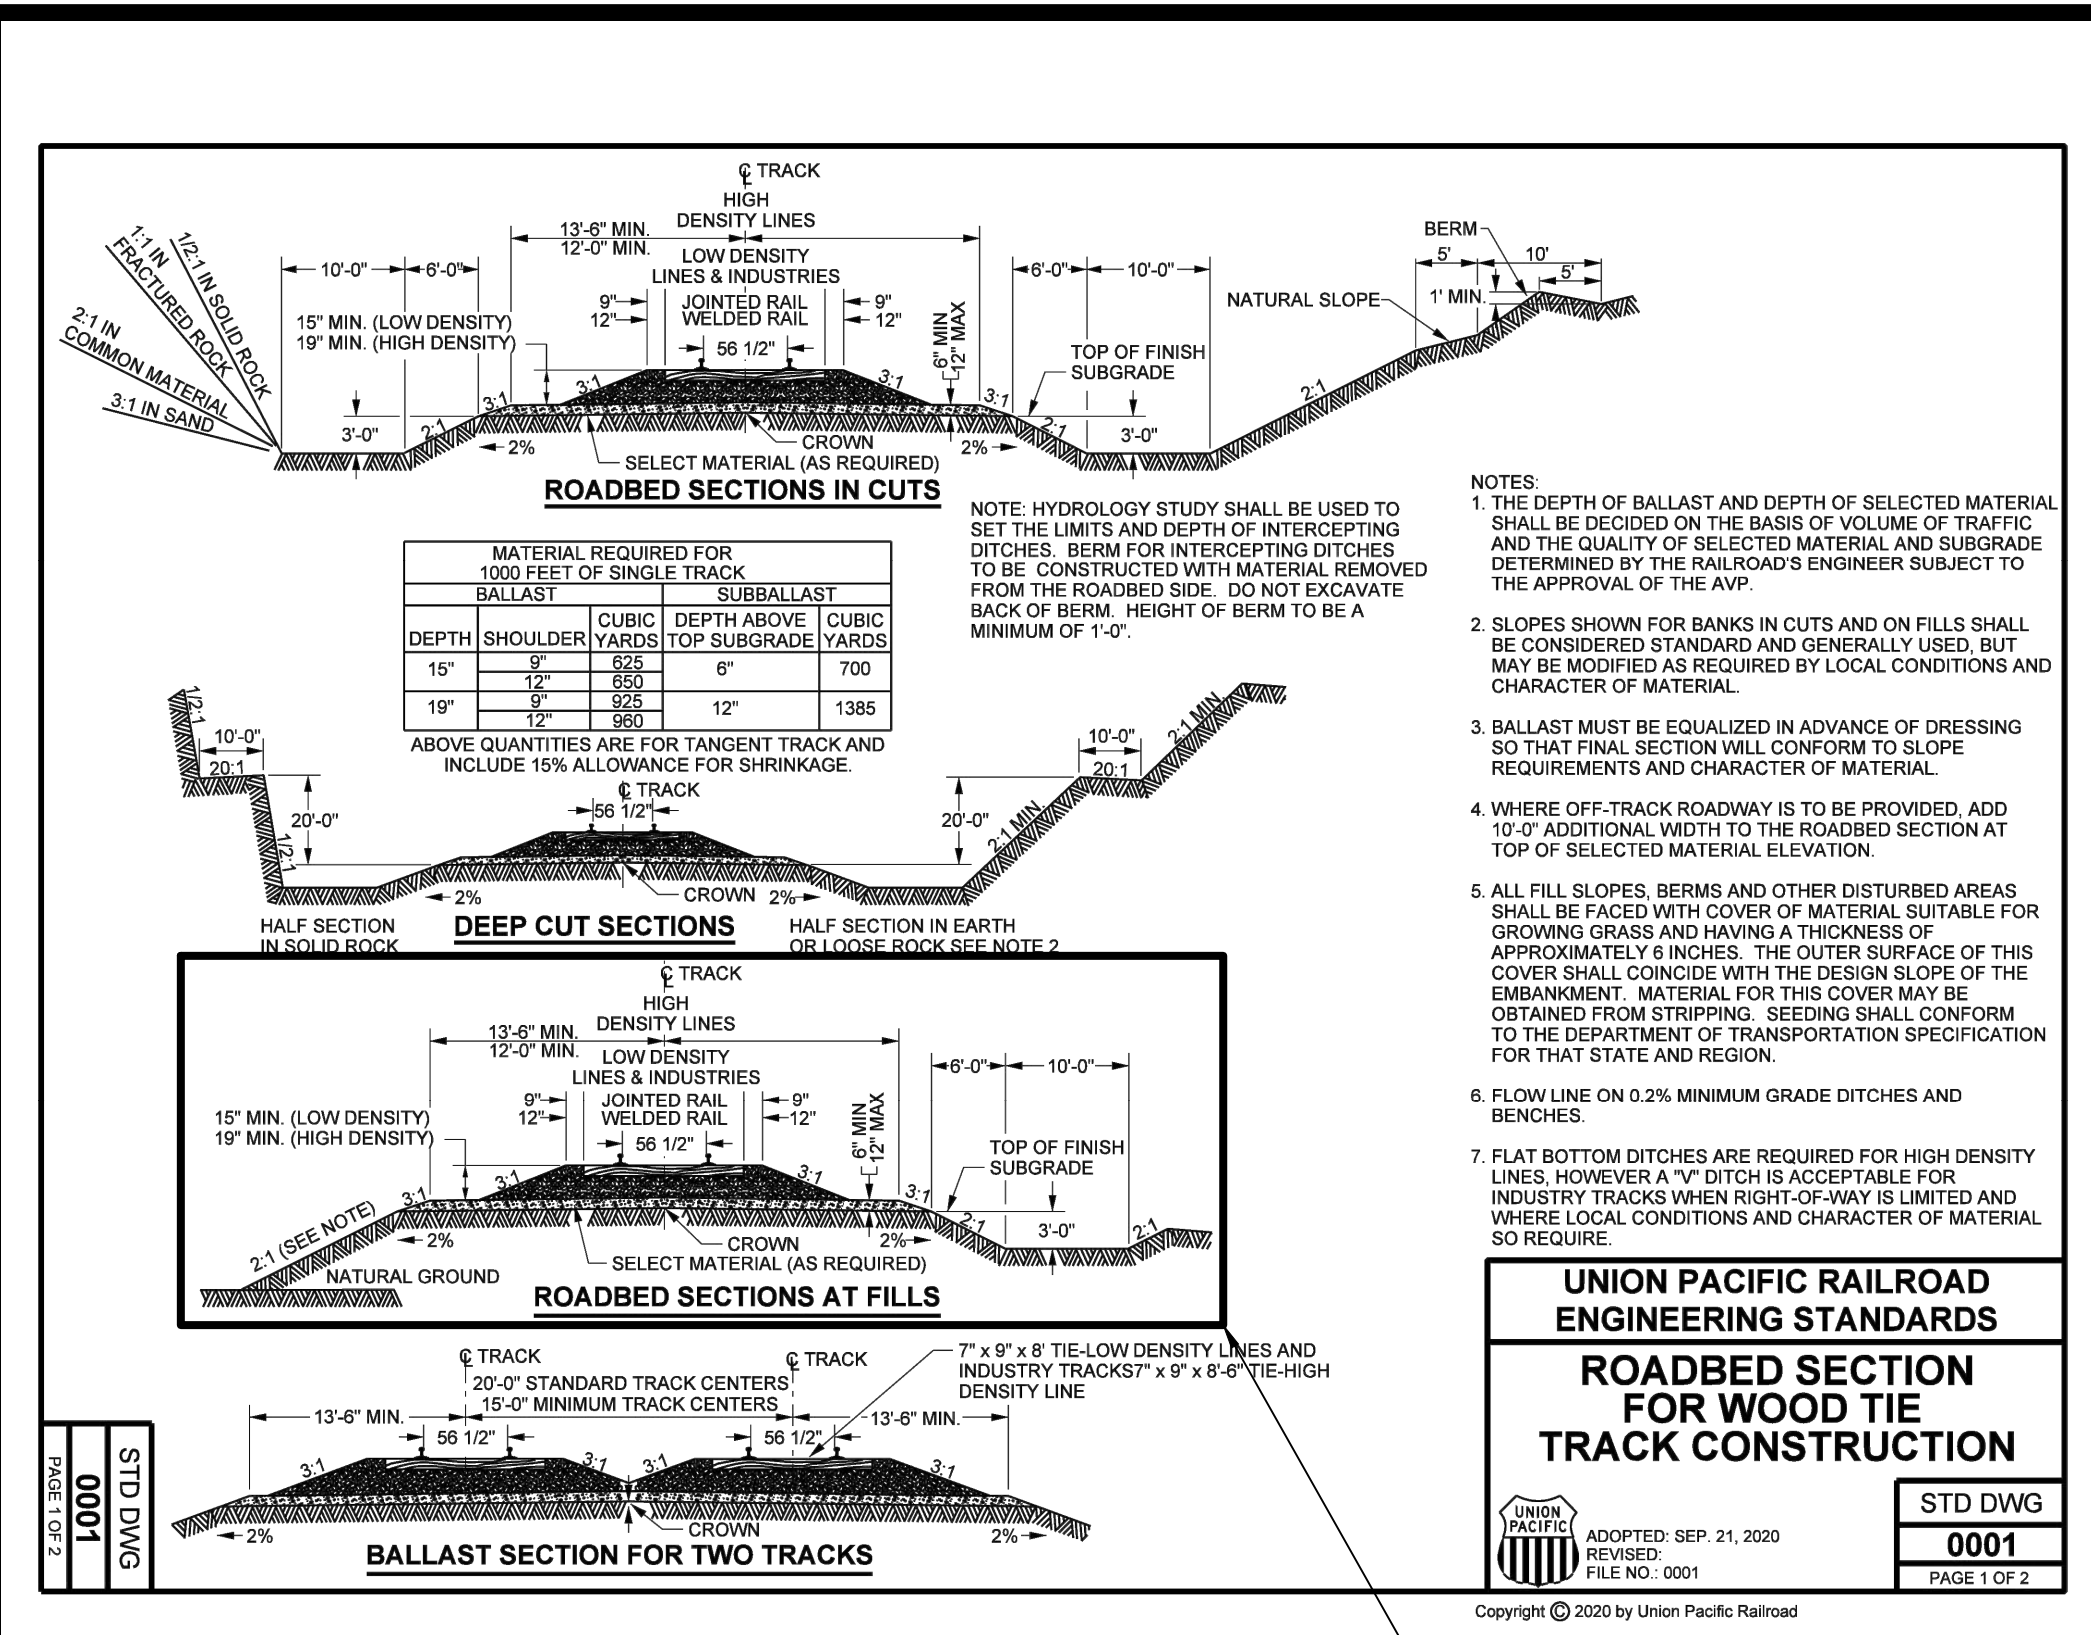 ℄ TRACK
HIGH
DENSITY LINES
13'-6" MIN.
12'-0" MIN.
LOW DENSITY
LINES & INDUSTRIES
10'-0"
6'-0"
9"
12"
JOINTED RAIL
WELDED RAIL
9"
12"
15" MIN. (LOW DENSITY)
19" MIN. (HIGH DENSITY)
56 1/2"
6" MIN
12" MAX
6'-0"
10'-0"
TOP OF FINISH
SUBGRADE
BERM
5'
10'
5'
1' MIN.
NATURAL SLOPE
1/2:1 IN SOLID ROCK
1:1 IN
FRACTURED ROCK
2:1 IN
COMMON MATERIAL
3:1 IN SAND
3'-0"
2:1
3:1
3:1
3:1
3:1
2:1
3'-0"
2:1
2%
CROWN
2%
SELECT MATERIAL (AS REQUIRED)
ROADBED SECTIONS IN CUTS
NOTE: HYDROLOGY STUDY SHALL BE USED TO
SET THE LIMITS AND DEPTH OF INTERCEPTING
DITCHES. BERM FOR INTERCEPTING DITCHES
TO BE CONSTRUCTED WITH MATERIAL REMOVED
FROM THE ROADBED SIDE. DO NOT EXCAVATE
BACK OF BERM. HEIGHT OF BERM TO BE A
MINIMUM OF 1'-0".
MATERIAL REQUIRED FOR
1000 FEET OF SINGLE TRACK
BALLAST SUBBALLAST
DEPTH SHOULDER CUBIC YARDS DEPTH ABOVE TOP SUBGRADE CUBIC YARDS
15" 9" 625 6" 700
12" 650
19" 9" 925 12" 1385
12" 960
ABOVE QUANTITIES ARE FOR TANGENT TRACK AND
INCLUDE 15% ALLOWANCE FOR SHRINKAGE.
℄ TRACK
56 1/2"
1/2:1
10'-0"
20:1
20'-0"
1/2:1
20'-0"
10'-0"
20:1
2:1 MIN.
2:1 MIN.
2%
CROWN
2%
HALF SECTION
IN SOLID ROCK
DEEP CUT SECTIONS
HALF SECTION IN EARTH
OR LOOSE ROCK SEE NOTE 2
℄ TRACK
HIGH
DENSITY LINES
13'-6" MIN.
12'-0" MIN.
LOW DENSITY
LINES & INDUSTRIES
9"
12"
JOINTED RAIL
WELDED RAIL
9"
12"
15" MIN. (LOW DENSITY)
19" MIN. (HIGH DENSITY)
56 1/2"
6" MIN
12" MAX
6'-0"
10'-0"
TOP OF FINISH
SUBGRADE
3:1
3:1
3:1
3:1
2:1 (SEE NOTE)
2:1
3'-0"
2:1
2%
CROWN
2%
SELECT MATERIAL (AS REQUIRED)
NATURAL GROUND
ROADBED SECTIONS AT FILLS
℄ TRACK
℄ TRACK
7" x 9" x 8' TIE-LOW DENSITY LINES AND
INDUSTRY TRACKS7" x 9" x 8'-6" TIE-HIGH
DENSITY LINE
20'-0" STANDARD TRACK CENTERS
15'-0" MINIMUM TRACK CENTERS
13'-6" MIN.
13'-6" MIN.
56 1/2"
56 1/2"
3:1
3:1
3:1
3:1
2%
CROWN
2%
BALLAST SECTION FOR TWO TRACKS
STD DWG
0001
PAGE 1 OF 2
NOTES:
1. THE DEPTH OF BALLAST AND DEPTH OF SELECTED MATERIAL
SHALL BE DECIDED ON THE BASIS OF VOLUME OF TRAFFIC
AND THE QUALITY OF SELECTED MATERIAL AND SUBGRADE
DETERMINED BY THE RAILROAD'S ENGINEER SUBJECT TO
THE APPROVAL OF THE AVP.
2. SLOPES SHOWN FOR BANKS IN CUTS AND ON FILLS SHALL
BE CONSIDERED STANDARD AND GENERALLY USED, BUT
MAY BE MODIFIED AS REQUIRED BY LOCAL CONDITIONS AND
CHARACTER OF MATERIAL.
3. BALLAST MUST BE EQUALIZED IN ADVANCE OF DRESSING
SO THAT FINAL SECTION WILL CONFORM TO SLOPE
REQUIREMENTS AND CHARACTER OF MATERIAL.
4. WHERE OFF-TRACK ROADWAY IS TO BE PROVIDED, ADD
10'-0" ADDITIONAL WIDTH TO THE ROADBED SECTION AT
TOP OF SELECTED MATERIAL ELEVATION.
5. ALL FILL SLOPES, BERMS AND OTHER DISTURBED AREAS
SHALL BE FACED WITH COVER OF MATERIAL SUITABLE FOR
GROWING GRASS AND HAVING A THICKNESS OF
APPROXIMATELY 6 INCHES. THE OUTER SURFACE OF THIS
COVER SHALL COINCIDE WITH THE DESIGN SLOPE OF THE
EMBANKMENT. MATERIAL FOR THIS COVER MAY BE
OBTAINED FROM STRIPPING. SEEDING SHALL CONFORM
TO THE DEPARTMENT OF TRANSPORTATION SPECIFICATION
FOR THAT STATE AND REGION.
6. FLOW LINE ON 0.2% MINIMUM GRADE DITCHES AND
BENCHES.
7. FLAT BOTTOM DITCHES ARE REQUIRED FOR HIGH DENSITY
LINES, HOWEVER A "V" DITCH IS ACCEPTABLE FOR
INDUSTRY TRACKS WHEN RIGHT-OF-WAY IS LIMITED AND
WHERE LOCAL CONDITIONS AND CHARACTER OF MATERIAL
SO REQUIRE.
UNION PACIFIC RAILROAD
ENGINEERING STANDARDS
ROADBED SECTION
FOR WOOD TIE
TRACK CONSTRUCTION
UNION
PACIFIC
ADOPTED: SEP. 21, 2020
REVISED:
FILE NO.: 0001
STD DWG
0001
PAGE 1 OF 2
Copyright © 2020 by Union Pacific Railroad